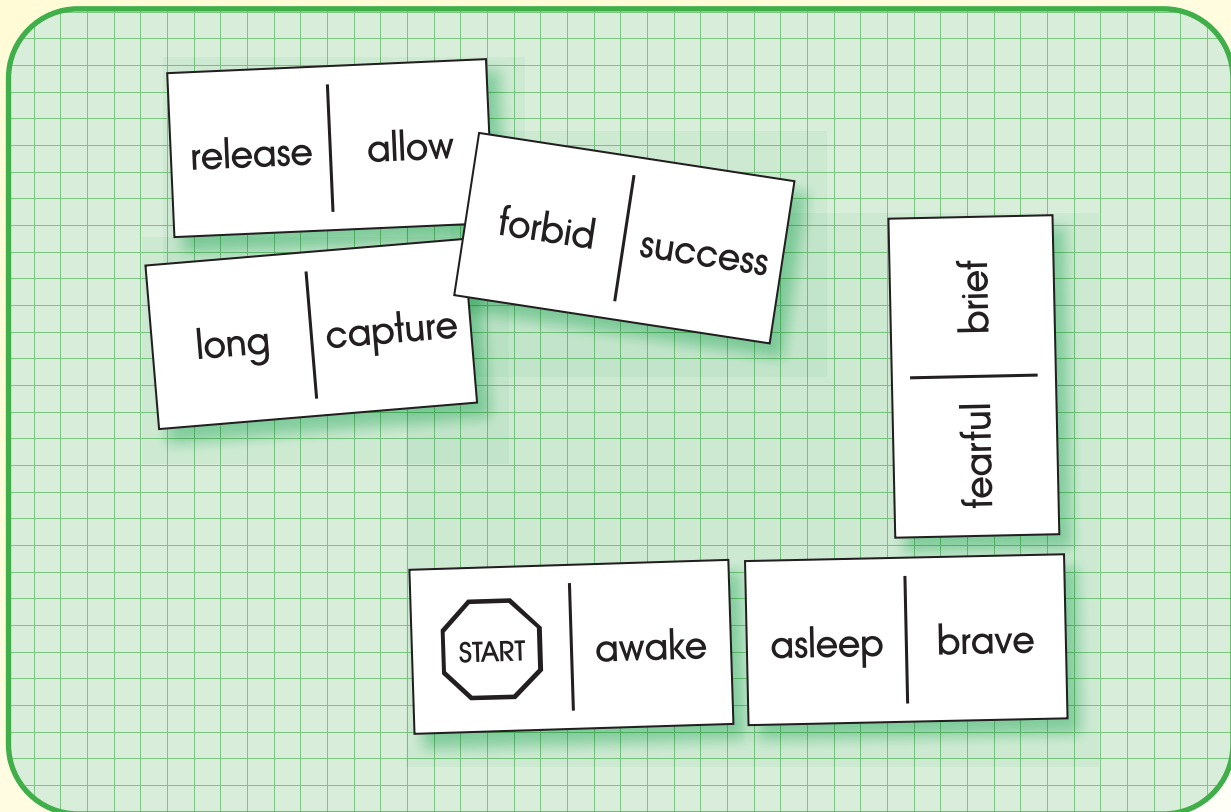 release allow
forbid success
long capture
brief
fearful
START awake
asleep brave